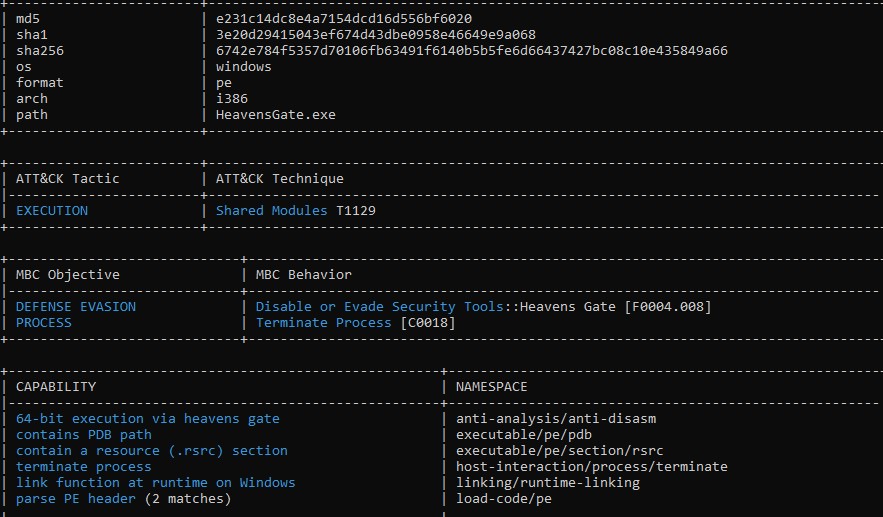 md5 e231c14dc8e4a7154dcd16d556bf6020
sha1 3e20d29415043ef674d43dbe0958e46649e9a068
sha256 6742e784f5357d70106fb63491f6140b5b5fe6d66437427bc08c10e435849a66
os windows
format pe
arch i386
path HeavensGate.exe
ATT&CK Tactic ATT&CK Technique
EXECUTION Shared Modules T1129
MBC Objective MBC Behavior
DEFENSE EVASION Disable or Evade Security Tools::Heavens Gate [F0004.008]
PROCESS Terminate Process [C0018]
CAPABILITY NAMESPACE
64-bit execution via heavens gate anti-analysis/anti-disasm
contains PDB path executable/pe/pdb
contain a resource (.rsrc) section executable/pe/section/rsrc
terminate process host-interaction/process/terminate
link function at runtime on Windows linking/runtime-linking
parse PE header (2 matches) load-code/pe